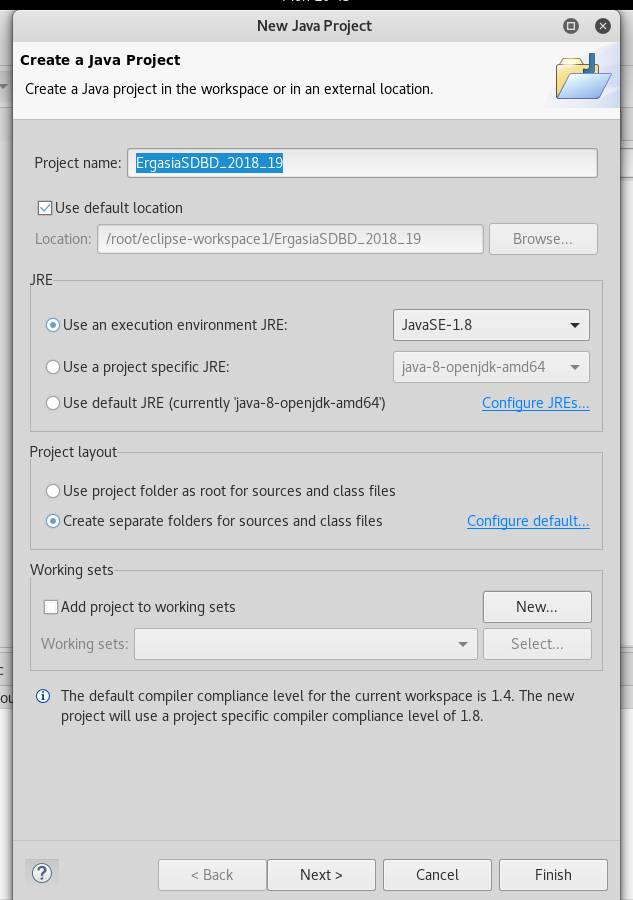 New Java Project
Create a Java Project
Create a Java project in the workspace or in an external location.
Project name: ErgasiaSDBD_2018_19
Use default location
Location: /root/eclipse-workspace1/ErgasiaSDBD_2018_19 Browse...
JRE
Use an execution environment JRE: JavaSE-1.8
Use a project specific JRE: java-8-openjdk-amd64
Use default JRE (currently 'java-8-openjdk-amd64') Configure JREs...
Project layout
Use project folder as root for sources and class files
Create separate folders for sources and class files Configure default...
Working sets
Add project to working sets New...
Working sets: Select...
The default compiler compliance level for the current workspace is 1.4. The new
project will use a project specific compiler compliance level of 1.8.
? < Back Next > Cancel Finish